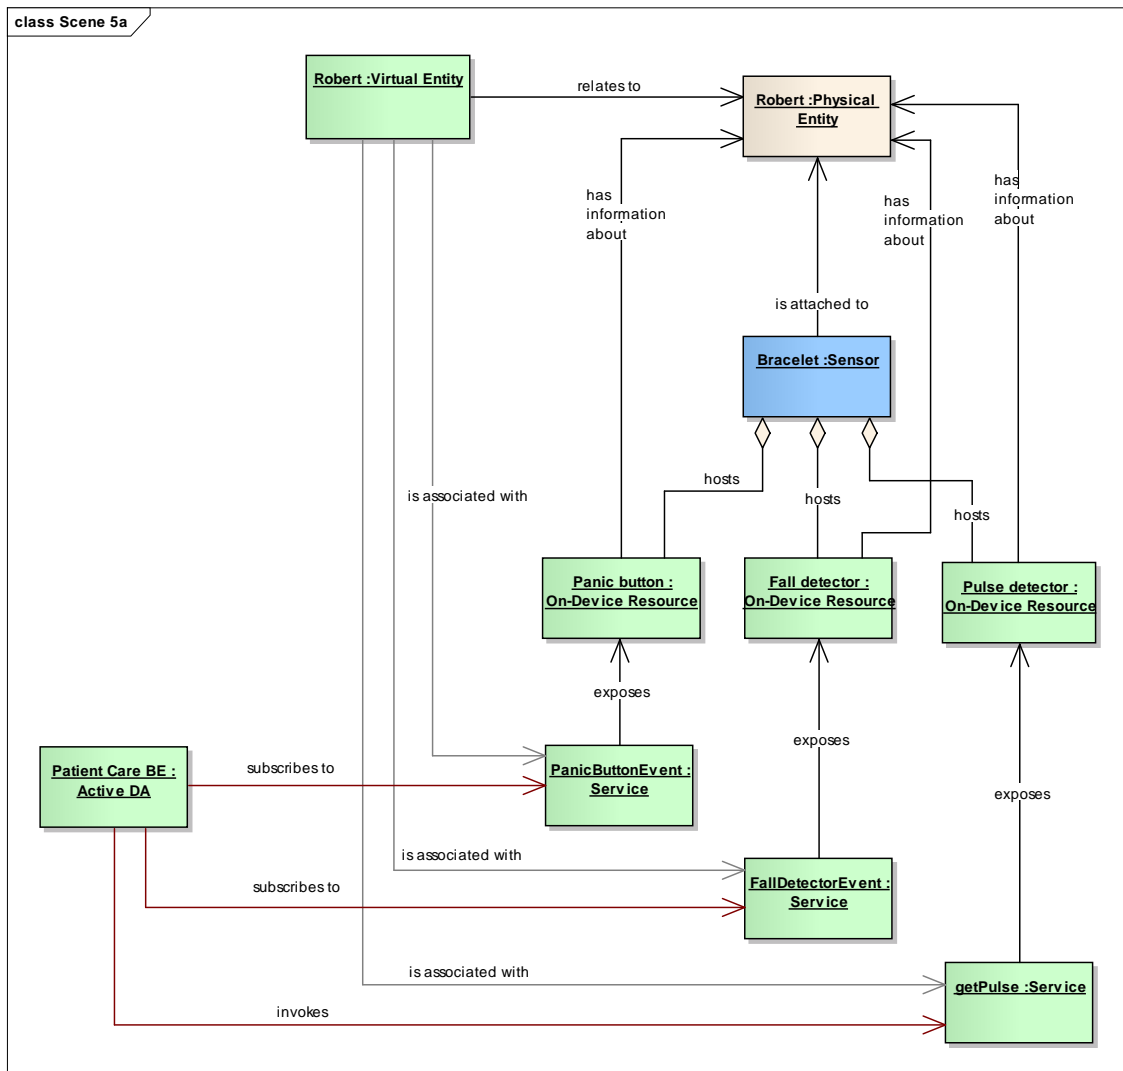 class Scene 5a
Robert :Virtual Entity
relates to
Robert :Physical
Entity
has
information
about
has
information
about
has
information
about
is attached to
Bracelet :Sensor
hosts
hosts
hosts
is associated with
Panic button :
On-Device Resource
Fall detector :
On-Device Resource
Pulse detector :
On-Device Resource
exposes
exposes
exposes
Patient Care BE :
Active DA
subscribes to
PanicButtonEvent :
Service
is associated with
subscribes to
FallDetectorEvent :
Service
is associated with
invokes
getPulse :Service